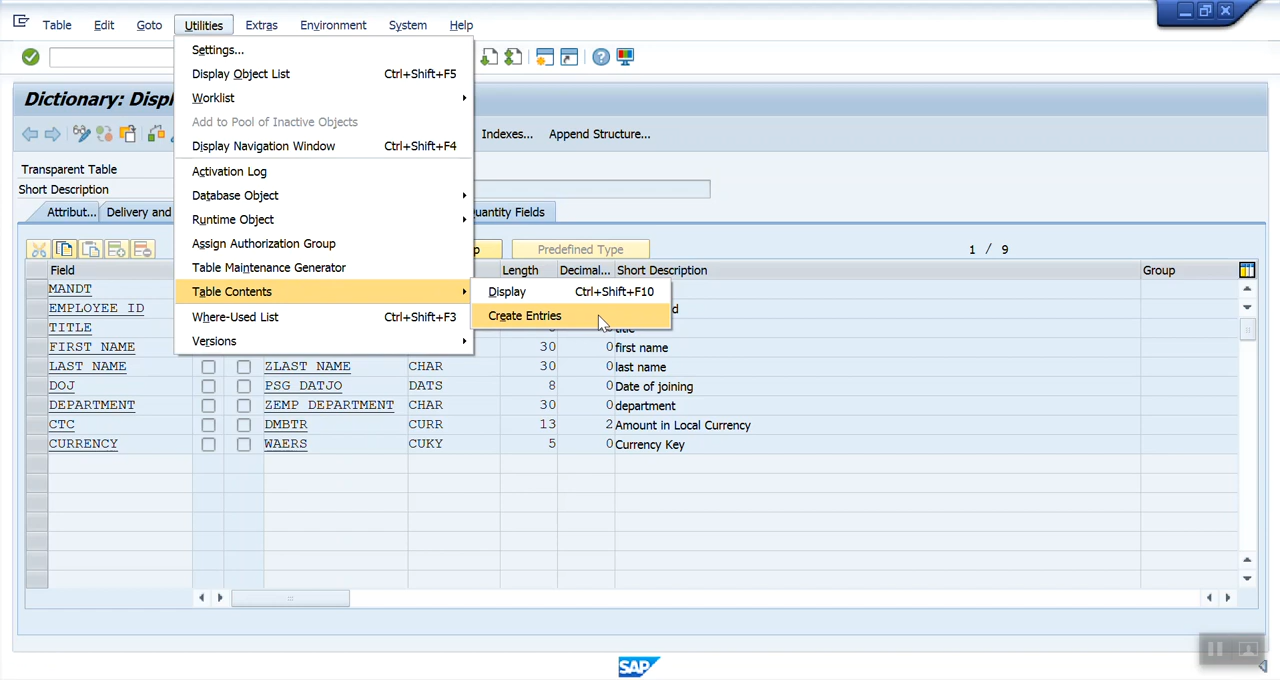 Table Edit Goto Utilities Extras Environment System Help
Settings...
Display Object List Ctrl+Shift+F5
Worklist
Add to Pool of Inactive Objects
Display Navigation Window Ctrl+Shift+F4
Activation Log
Database Object
Runtime Object
Assign Authorization Group
Table Maintenance Generator
Table Contents
Where-Used List Ctrl+Shift+F3
Versions
Display Ctrl+Shift+F10
Create Entries
Dictionary: Displ
Indexes... Append Structure...
Transparent Table
Short Description
Attribut... Delivery and uantity Fields
p Predefined Type 1 / 9
Field Length Decimal... Short Description Group
MANDT
EMPLOYEE ID d
TITLE title
FIRST NAME 30 0 first name
LAST NAME ZLAST NAME CHAR 30 0 last name
DOJ PSG DATJO DATS 8 0 Date of joining
DEPARTMENT ZEMP DEPARTMENT CHAR 30 0 department
CTC DMBTR CURR 13 2 Amount in Local Currency
CURRENCY WAERS CUKY 5 0 Currency Key
SAP